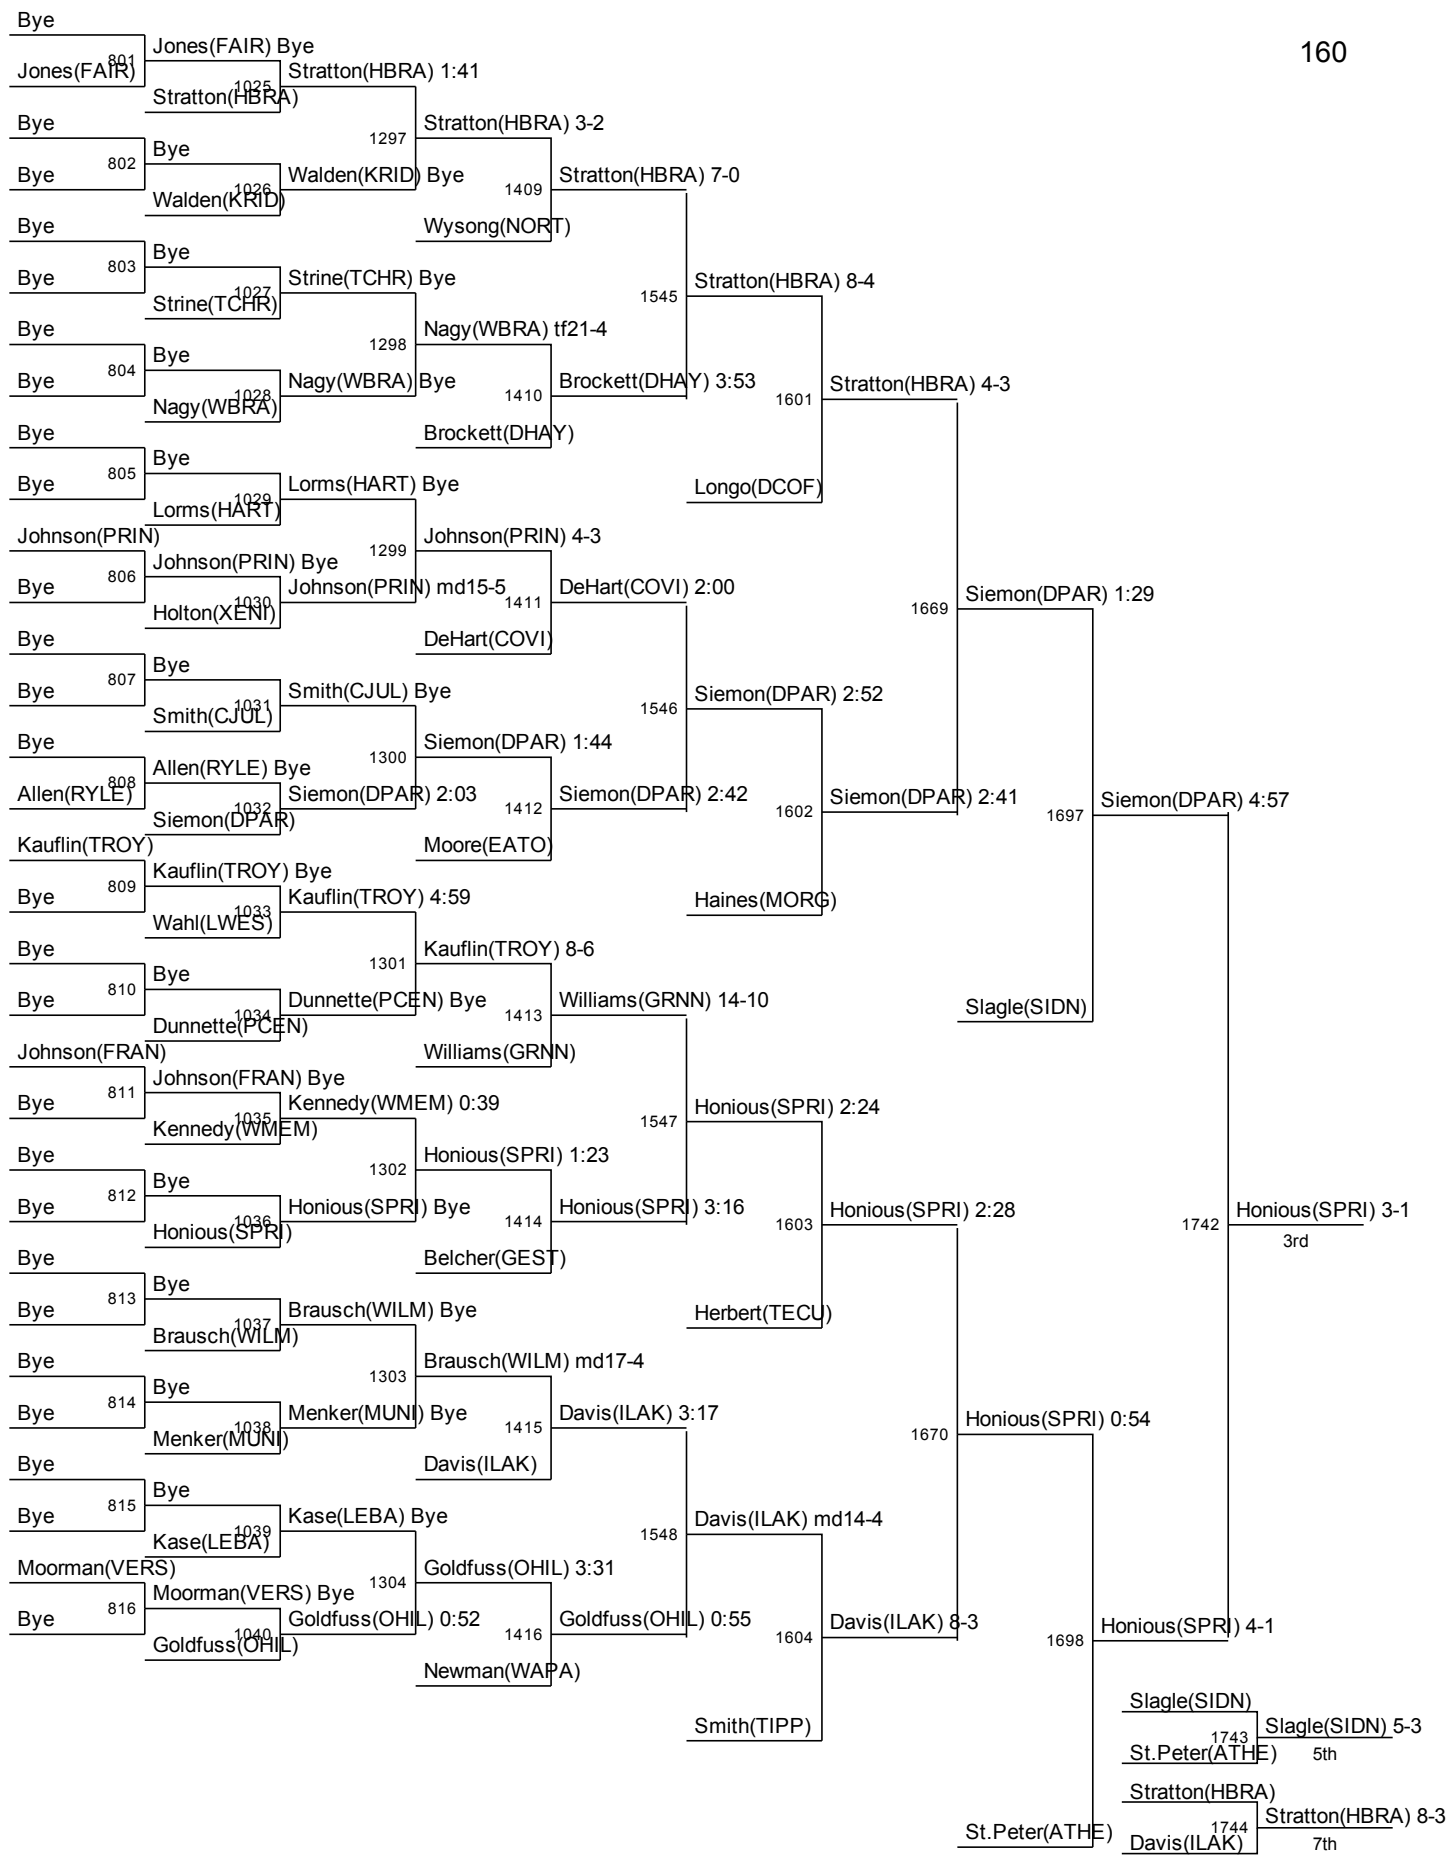 160
Bye
801
Jones(FAIR)
Bye
802
Bye
Bye
803
Bye
Bye
804
Bye
Bye
805
Bye
Johnson(PRIN)
806
Bye
Bye
807
Bye
Bye
808
Allen(RYLE)
Kauflin(TROY)
809
Bye
Bye
810
Bye
Johnson(FRAN)
811
Bye
Bye
812
Bye
Bye
813
Bye
Bye
814
Bye
Bye
815
Bye
Moorman(VERS)
816
Bye
Jones(FAIR) Bye
1025
Stratton(HBRA)
Bye
1026
Walden(KRID)
Bye
1027
Strine(TCHR)
Bye
1028
Nagy(WBRA)
Bye
1029
Lorms(HART)
Johnson(PRIN) Bye
1030
Holton(XENI)
Bye
1031
Smith(CJUL)
Allen(RYLE) Bye
1032
Siemon(DPAR)
Kauflin(TROY) Bye
1033
Wahl(LWES)
Bye
1034
Dunnette(PCEN)
Johnson(FRAN) Bye
1035
Kennedy(WMEM)
Bye
1036
Honious(SPRI)
Bye
1037
Brausch(WILM)
Bye
1038
Menker(MUNI)
Bye
1039
Kase(LEBA)
Moorman(VERS) Bye
1040
Goldfuss(OHIL)
Stratton(HBRA) 1:41
1297
Walden(KRID) Bye
Strine(TCHR) Bye
1298
Nagy(WBRA) Bye
Lorms(HART) Bye
1299
Johnson(PRIN) md15-5
Smith(CJUL) Bye
1300
Siemon(DPAR) 2:03
Kauflin(TROY) 4:59
1301
Dunnette(PCEN) Bye
Kennedy(WMEM) 0:39
1302
Honious(SPRI) Bye
Brausch(WILM) Bye
1303
Menker(MUNI) Bye
Kase(LEBA) Bye
1304
Goldfuss(OHIL) 0:52
Stratton(HBRA) 3-2
1409
Wysong(NORT)
Nagy(WBRA) tf21-4
1410
Brockett(DHAY)
Johnson(PRIN) 4-3
1411
DeHart(COVI)
Siemon(DPAR) 1:44
1412
Moore(EATO)
Kauflin(TROY) 8-6
1413
Williams(GRNN)
Honious(SPRI) 1:23
1414
Belcher(GEST)
Brausch(WILM) md17-4
1415
Davis(ILAK)
Goldfuss(OHIL) 3:31
1416
Newman(WAPA)
Stratton(HBRA) 7-0
1545
Brockett(DHAY) 3:53
DeHart(COVI) 2:00
1546
Siemon(DPAR) 2:42
Williams(GRNN) 14-10
1547
Honious(SPRI) 3:16
Davis(ILAK) 3:17
1548
Goldfuss(OHIL) 0:55
Stratton(HBRA) 8-4
1601
Longo(DCOF)
Siemon(DPAR) 2:52
1602
Haines(MORG)
Honious(SPRI) 2:24
1603
Herbert(TECU)
Davis(ILAK) md14-4
1604
Smith(TIPP)
Stratton(HBRA) 4-3
1669
Siemon(DPAR) 2:41
Honious(SPRI) 2:28
1670
Davis(ILAK) 8-3
Siemon(DPAR) 1:29
1697
Slagle(SIDN)
Honious(SPRI) 0:54
1698
St.Peter(ATHE)
Siemon(DPAR) 4:57
1742
Honious(SPRI) 4-1
Honious(SPRI) 3-1
3rd
Slagle(SIDN)
1743
St.Peter(ATHE)
Slagle(SIDN) 5-3
5th
Stratton(HBRA)
1744
Davis(ILAK)
Stratton(HBRA) 8-3
7th